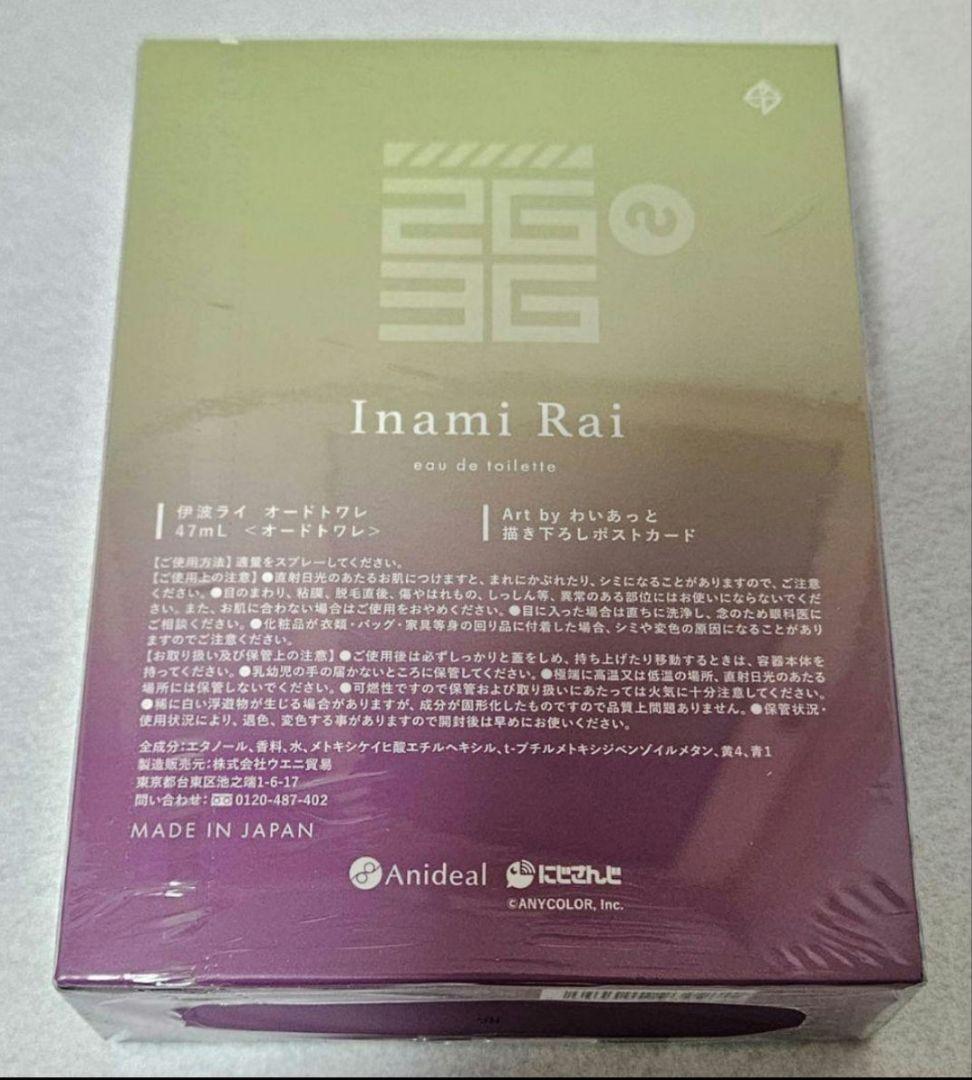 Inami Rai
eau de toilette
伊波ライ オードトワレ
47mL <オードトワレ>
Art by わいあっと
描き下ろしポストカード
【ご使用方法】適量をスプレーしてください。
【ご使用上の注意】●直射日光のあたるお肌につけますと、まれにかぶれたり、シミになることがありますので、ご注意
ください。●目のまわり、粘膜、脱毛直後、傷やはれもの、しっしん等、異常のある部位にはお使いにならないでくだ
さい。また、お肌に合わない場合はご使用をおやめください。●目に入った場合は直ちに洗浄し、念のため眼科医に
ご相談ください。●化粧品が衣類・バッグ・家具等身の回り品に付着した場合、シミや変色の原因になることがあり
ますのでご注意ください。
【お取り扱い及び保管上の注意】●ご使用後は必ずしっかりと蓋をしめ、持ち上げたり移動するときは、容器本体を
持ってください。●乳幼児の手の届かないところに保管してください。●極端に高温又は低温の場所、直射日光のあたる
場所には保管しないでください。●可燃性ですので保管および取り扱いにあたっては火気に十分注意してください。
●稀に白い浮遊物が生じる場合がありますが、成分が固形化したものですので品質上問題ありません。●保管状況・
使用状況により、退色、変色する事がありますので開封後は早めにお使いください。
全成分:エタノール、香料、水、メトキシケイヒ酸エチルヘキシル、t-ブチルメトキシジベンゾイルメタン、黄4、青1
製造販売元:株式会社ウエニ貿易
東京都台東区池之端1-6-17
問い合わせ:0120-487-402
MADE IN JAPAN
Anideal にじさんじ
©ANYCOLOR, Inc.